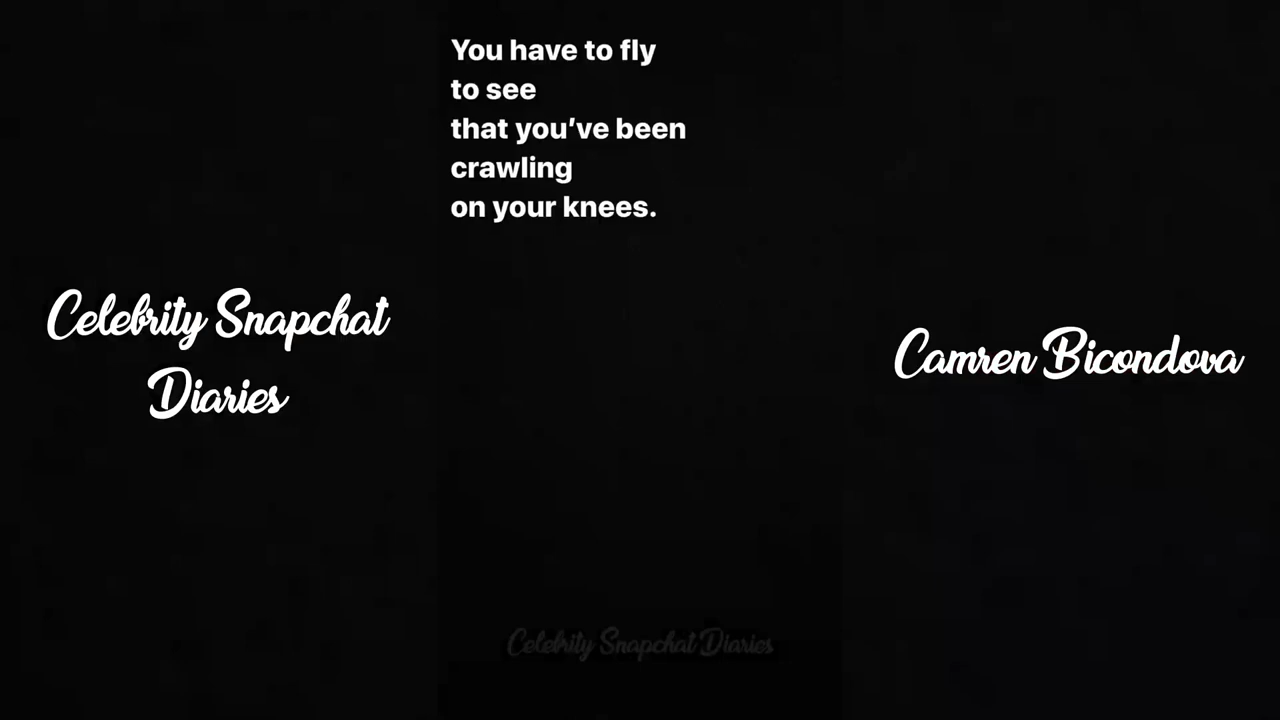 You have to fly
to see
that you’ve been
crawling
on your knees.
Celebrity Snapchat
Diaries
Camren Bicondova
Celebrity Snapchat Diaries